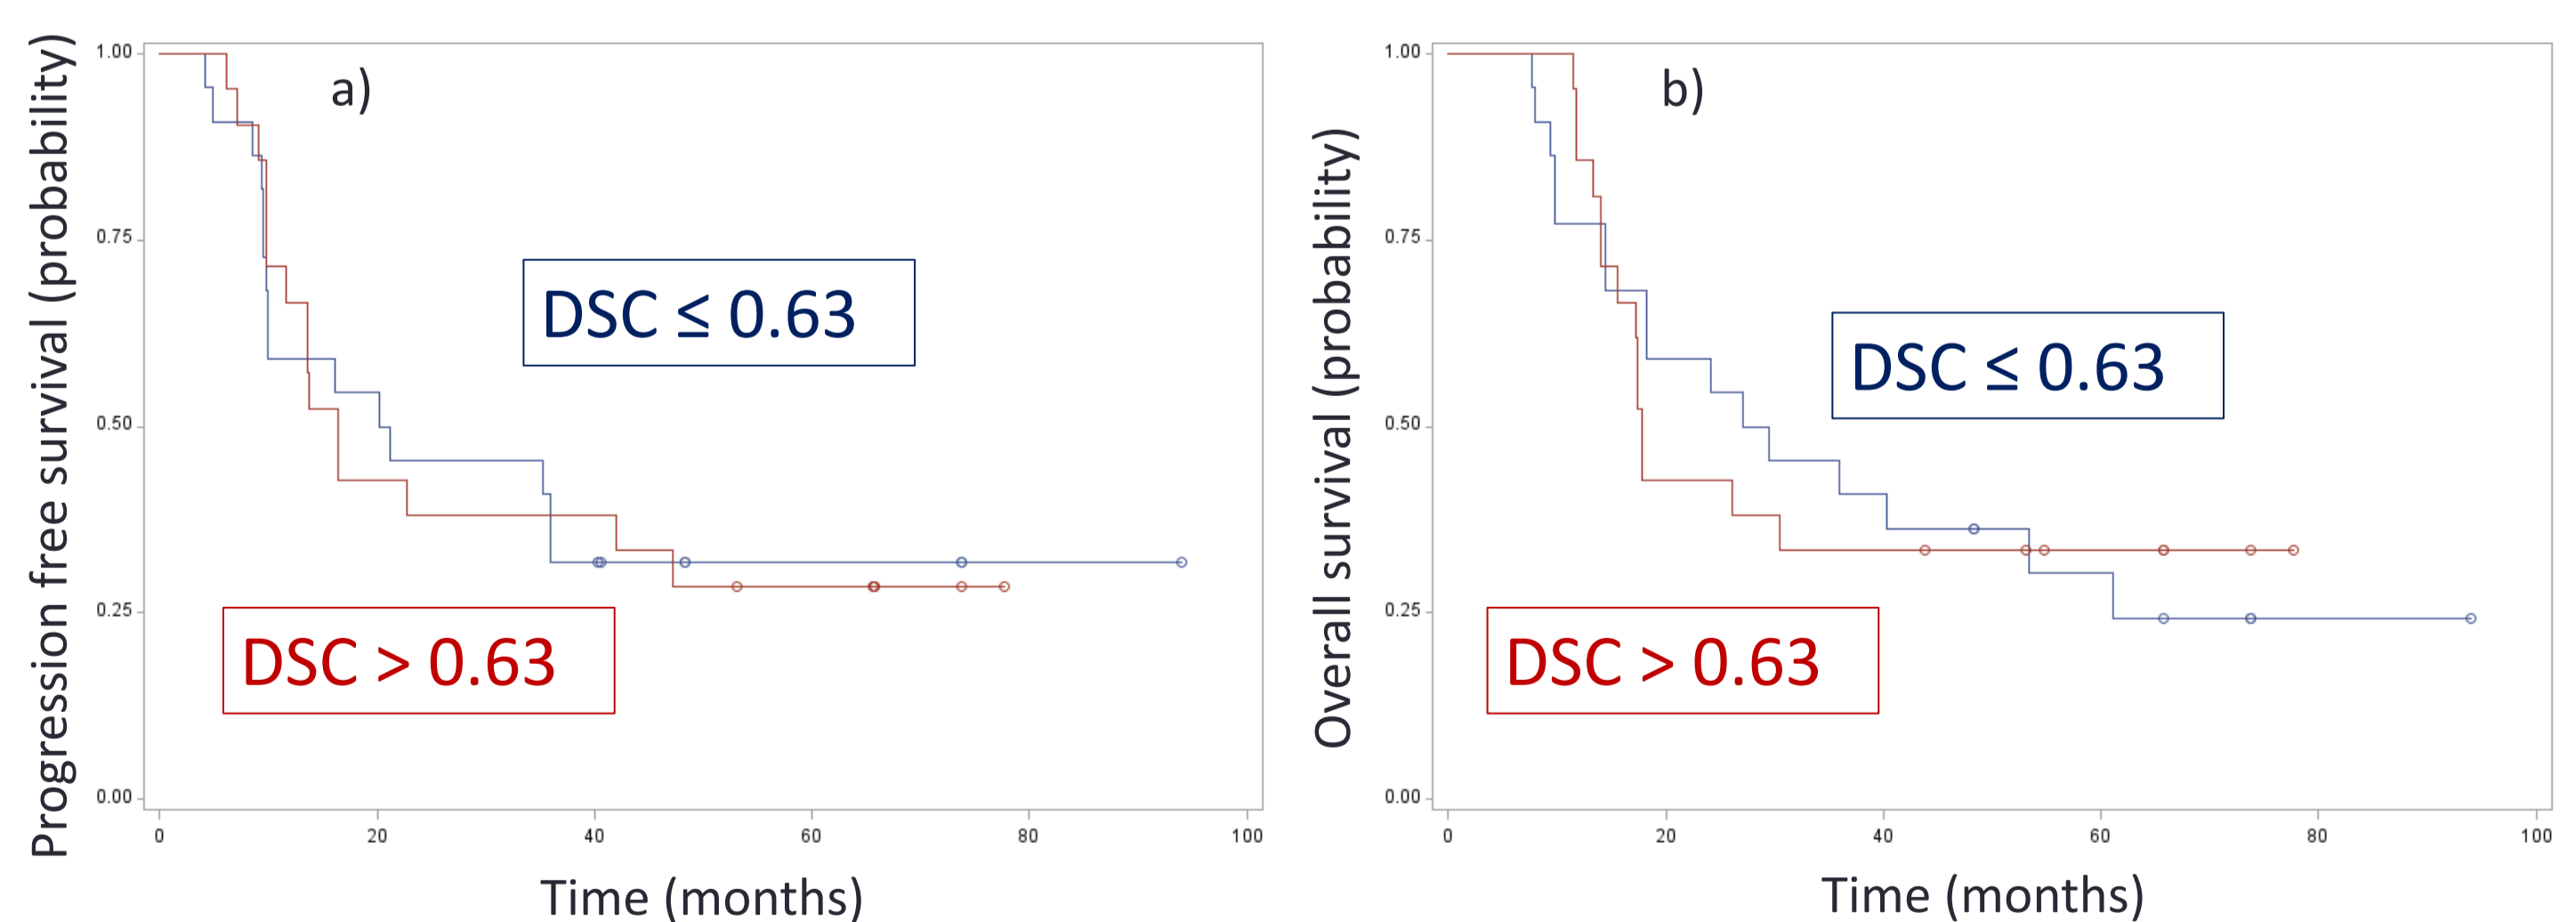 Progression free survival (probability)
1.00
0.75
0.50
0.25
0.00
a)
DSC ≤ 0.63
DSC > 0.63
0 20 40 60 80 100
Time (months)
Overall survival (probability)
1.00
0.75
0.50
0.25
0.00
b)
DSC ≤ 0.63
DSC > 0.63
0 20 40 60 80 100
Time (months)